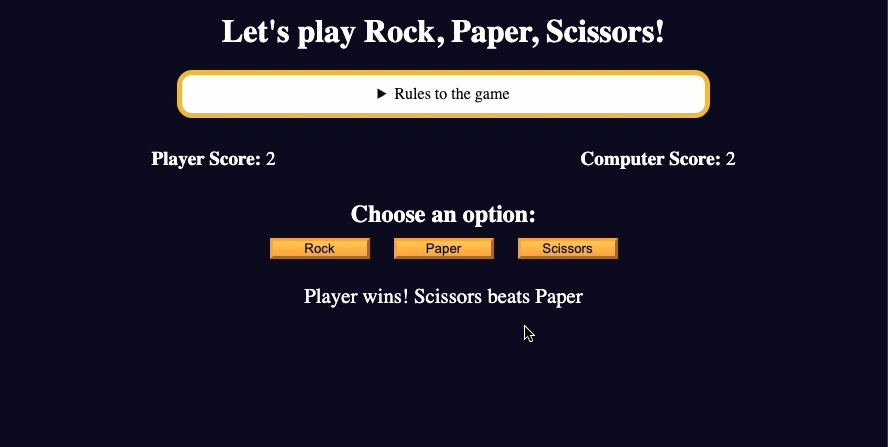 Let's play Rock, Paper, Scissors!
▶ Rules to the game
Player Score: 2 Computer Score: 2
Choose an option:
Rock Paper Scissors
Player wins! Scissors beats Paper